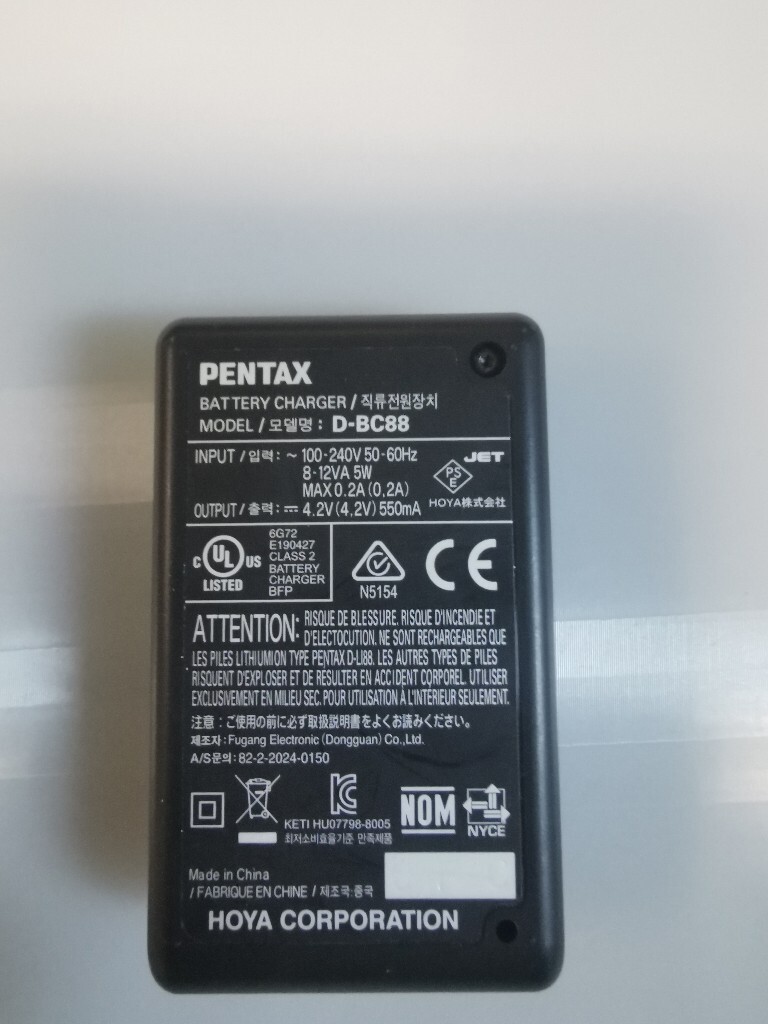 PENTAX
BATTERY CHARGER / 직류전원장치
MODEL / 모델명 : D-BC88
INPUT / 입력 : ~ 100-240V 50-60Hz
8-12VA 5W
MAX 0.2A (0,2A)
OUTPUT / 출력 : ⎓ 4.2V (4,2V) 550mA
PS
E
JET
HOYA株式会社
C UL US
LISTED
6G72
E190427
CLASS 2
BATTERY
CHARGER
BFP
N5154
CE
ATTENTION: RISQUE DE BLESSURE. RISQUE D'INCENDIE ET
D'ELECTOCUTION. NE SONT RECHARGEABLES QUE
LES PILES LITHIUMION TYPE PENTAX D-LI88. LES AUTRES TYPES DE PILES
RISQUENT D'EXPLOSER ET DE RÉSULTER EN ACCIDENT CORPOREL. UTILISER
EXCLUSIVEMENT EN MILIEU SEC. POUR UTILISATION À L'INTÉRIEUR SEULEMENT.
注意 : ご使用の前に必ず取扱説明書をよくお読みください。
제조자 : Fugang Electronic (Dongguan) Co.,Ltd.
A/S문의 : 82-2-2024-0150
KC
KETI HU07798-8005
최저소비효율기준 만족제품
NOM
NYCE
Made in China
/ FABRIQUE EN CHINE / 제조국:중국
HOYA CORPORATION